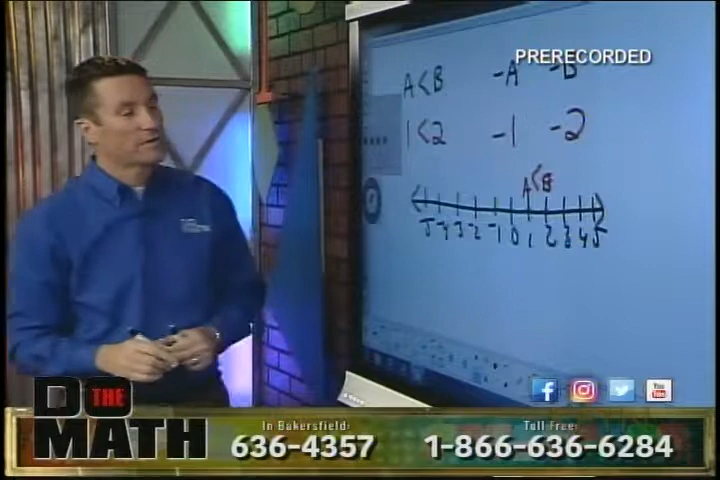 PRERECORDED
A<B -A -B
1<2 -1 -2
A<B
-5 -4 -3 -2 -1 0 1 2 3 4 5
DO THE
MATH
In Bakersfield:
636-4357
Toll Free:
1-866-636-6284